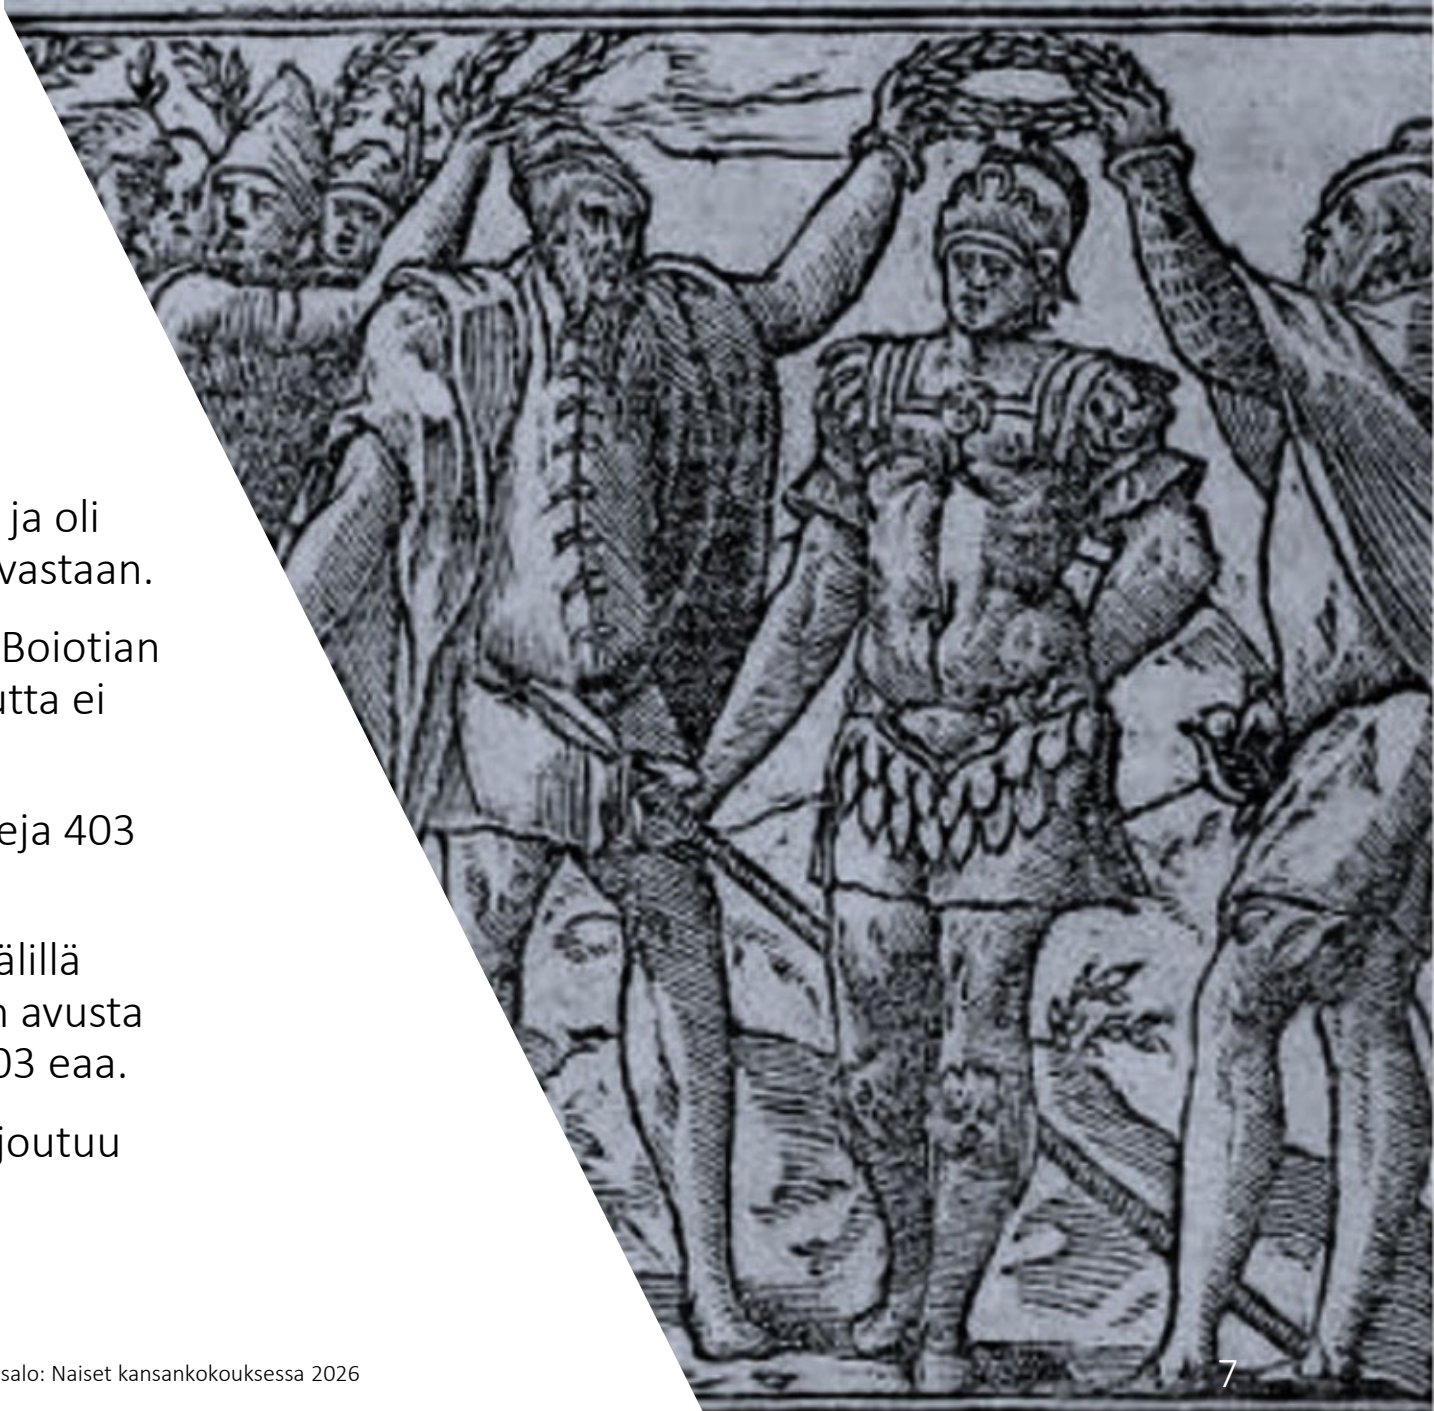 ja oli
vastaan.
Boiotian
utta ei
eja 403
älillä
n avusta
03 eaa.
joutuu
salo: Naiset kansankokouksessa 2026
7